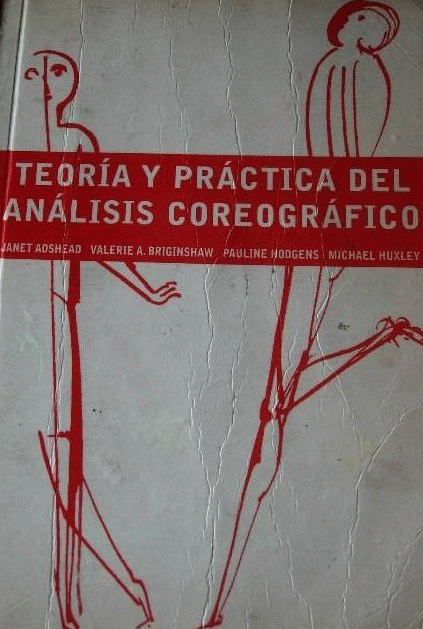 TEORÍA Y PRÁCTICA DEL
ANÁLISIS COREOGRÁFICO
JANET ADSHEAD VALERIE A. BRIGINSHAW PAULINE HODGENS MICHAEL HUXLEY